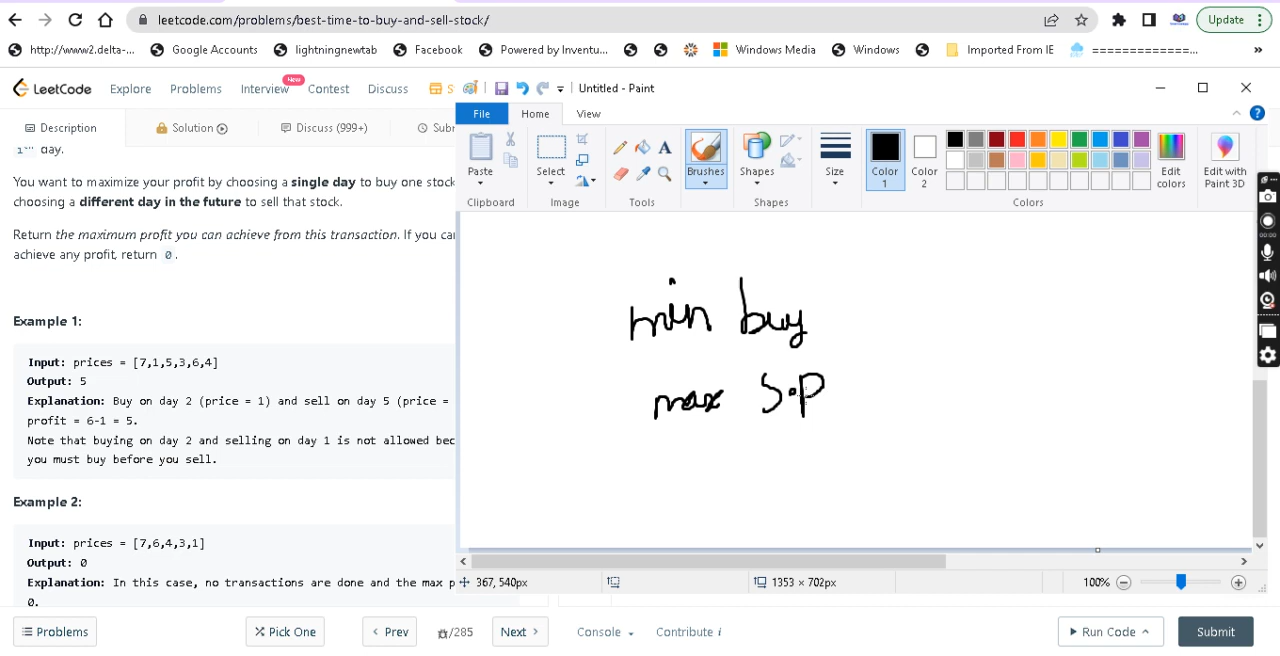 leetcode.com/problems/best-time-to-buy-and-sell-stock/
Update
http://www2.delta-... Google Accounts lightningnewtab Facebook Powered by Inventu... Windows Media Windows Imported From IE ==============... »
LeetCode Explore Problems Interview New Contest Discuss S
Untitled - Paint
File Home View
Description Solution Discuss (999+) Subr
Paste Select Brushes Shapes Size Color 1 Color 2 Edit colors Edit with Paint 3D
Clipboard Image Tools Shapes Colors
day.
You want to maximize your profit by choosing a single day to buy one stock
choosing a different day in the future to sell that stock.
Return the maximum profit you can achieve from this transaction. If you car
achieve any profit, return 0.
min buy
max S.P
Example 1:
Input: prices = [7,1,5,3,6,4]
Output: 5
Explanation: Buy on day 2 (price = 1) and sell on day 5 (price =
profit = 6-1 = 5.
Note that buying on day 2 and selling on day 1 is not allowed bec
you must buy before you sell.
Example 2:
Input: prices = [7,6,4,3,1]
Output: 0
Explanation: In this case, no transactions are done and the max p
0.
367, 540px 1353 × 702px 100%
00:00
Problems Pick One Prev /285 Next Console Contribute i Run Code Submit